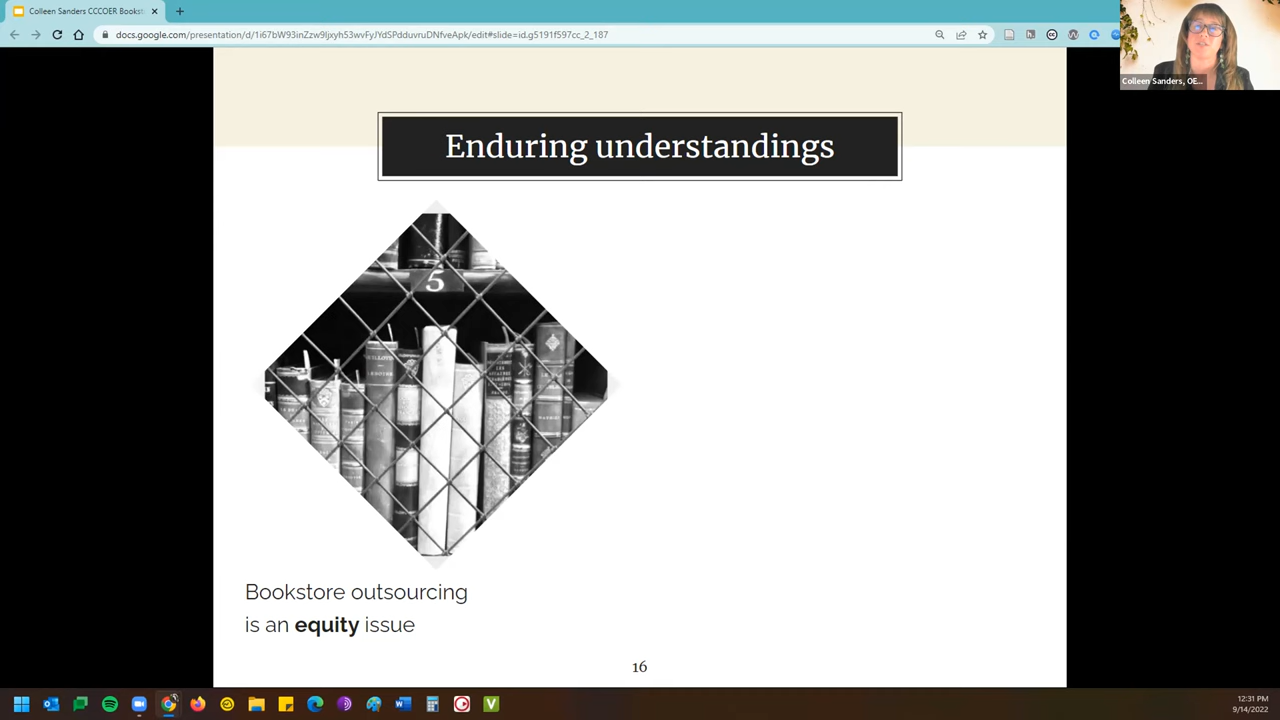 Colleen Sanders CCCOER Bookst
docs.google.com/presentation/d/1i67bW93inZzw9ljxyh53wvFyJYdSPdduvruDNfveApk/edit#slide=id.g5191f597cc_2_187
Colleen Sanders, OE...
Enduring understandings
5
Bookstore outsourcing
is an equity issue
16
12:31 PM
9/14/2022